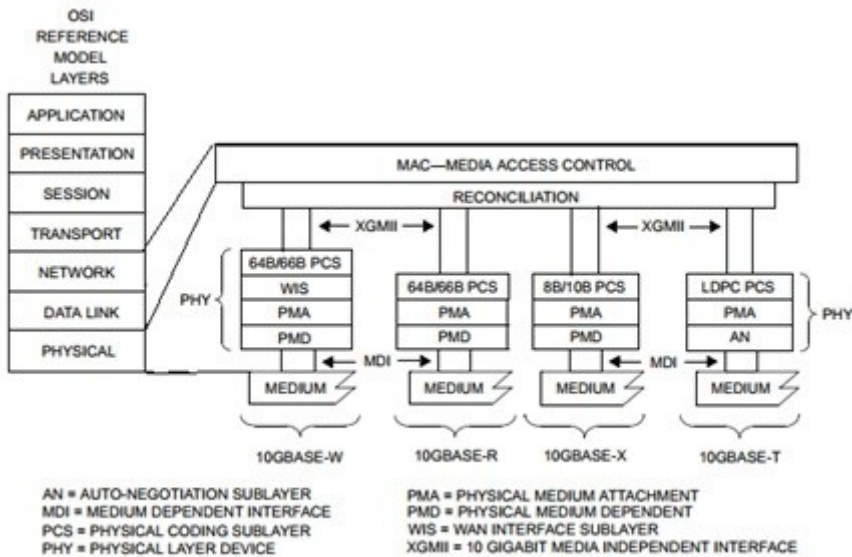 OSI
REFERENCE
MODEL
LAYERS
APPLICATION
PRESENTATION
SESSION
TRANSPORT
NETWORK
DATA LINK
PHYSICAL
MAC—MEDIA ACCESS CONTROL
RECONCILIATION
XGMII
XGMII
PHY
64B/66B PCS
WIS
PMA
PMD
64B/66B PCS
PMA
PMD
8B/10B PCS
PMA
PMD
LDPC PCS
PMA
AN
PHY
MDI
MDI
MEDIUM
MEDIUM
MEDIUM
MEDIUM
10GBASE-W
10GBASE-R
10GBASE-X
10GBASE-T
AN = AUTO-NEGOTIATION SUBLAYER
MDI = MEDIUM DEPENDENT INTERFACE
PCS = PHYSICAL CODING SUBLAYER
PHY = PHYSICAL LAYER DEVICE
PMA = PHYSICAL MEDIUM ATTACHMENT
PMD = PHYSICAL MEDIUM DEPENDENT
WIS = WAN INTERFACE SUBLAYER
XGMII = 10 GIGABIT MEDIA INDEPENDENT INTERFACE